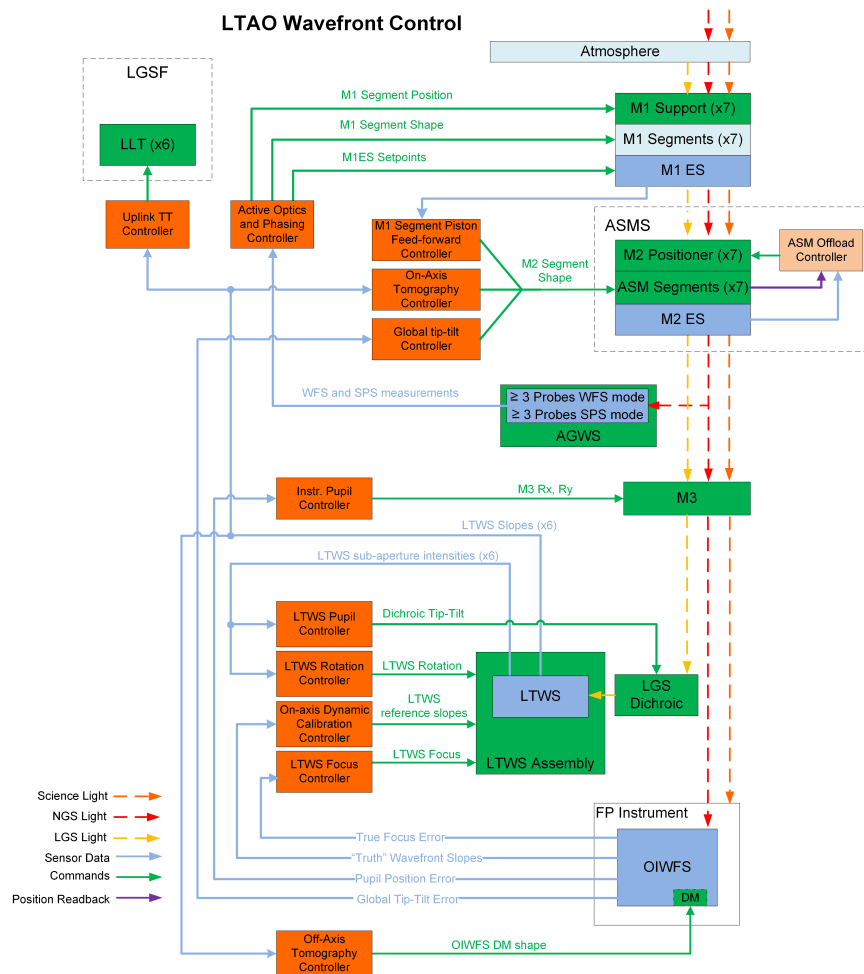 LTAO Wavefront Control
Atmosphere
LGSF
LLT (x6)
M1 Segment Position
M1 Support (x7)
M1 Segment Shape
M1 Segments (x7)
M1ES Setpoints
M1 ES
Uplink TT
Controller
Active Optics
and Phasing
Controller
M1 Segment Piston
Feed-forward
Controller
On-Axis
Tomography
Controller
Global tip-tilt
Controller
M2 Segment
Shape
ASMS
M2 Positioner (x7)
ASM Segments (x7)
M2 ES
ASM Offload
Controller
WFS and SPS measurements
≥ 3 Probes WFS mode
≥ 3 Probes SPS mode
AGWS
Instr. Pupil
Controller
M3 Rx, Ry
M3
LTWS Slopes (x6)
LTWS sub-aperture intensities (x6)
LTWS Pupil
Controller
Dichroic Tip-Tilt
LTWS Rotation
Controller
LTWS Rotation
On-axis Dynamic
Calibration
Controller
LTWS
reference slopes
LTWS Focus
Controller
LTWS Focus
LTWS
LTWS Assembly
LGS
Dichroic
Science Light
NGS Light
LGS Light
Sensor Data
Commands
Position Readback
FP Instrument
OIWFS
DM
True Focus Error
“Truth” Wavefront Slopes
Pupil Position Error
Global Tip-Tilt Error
Off-Axis
Tomography
Controller
OIWFS DM shape